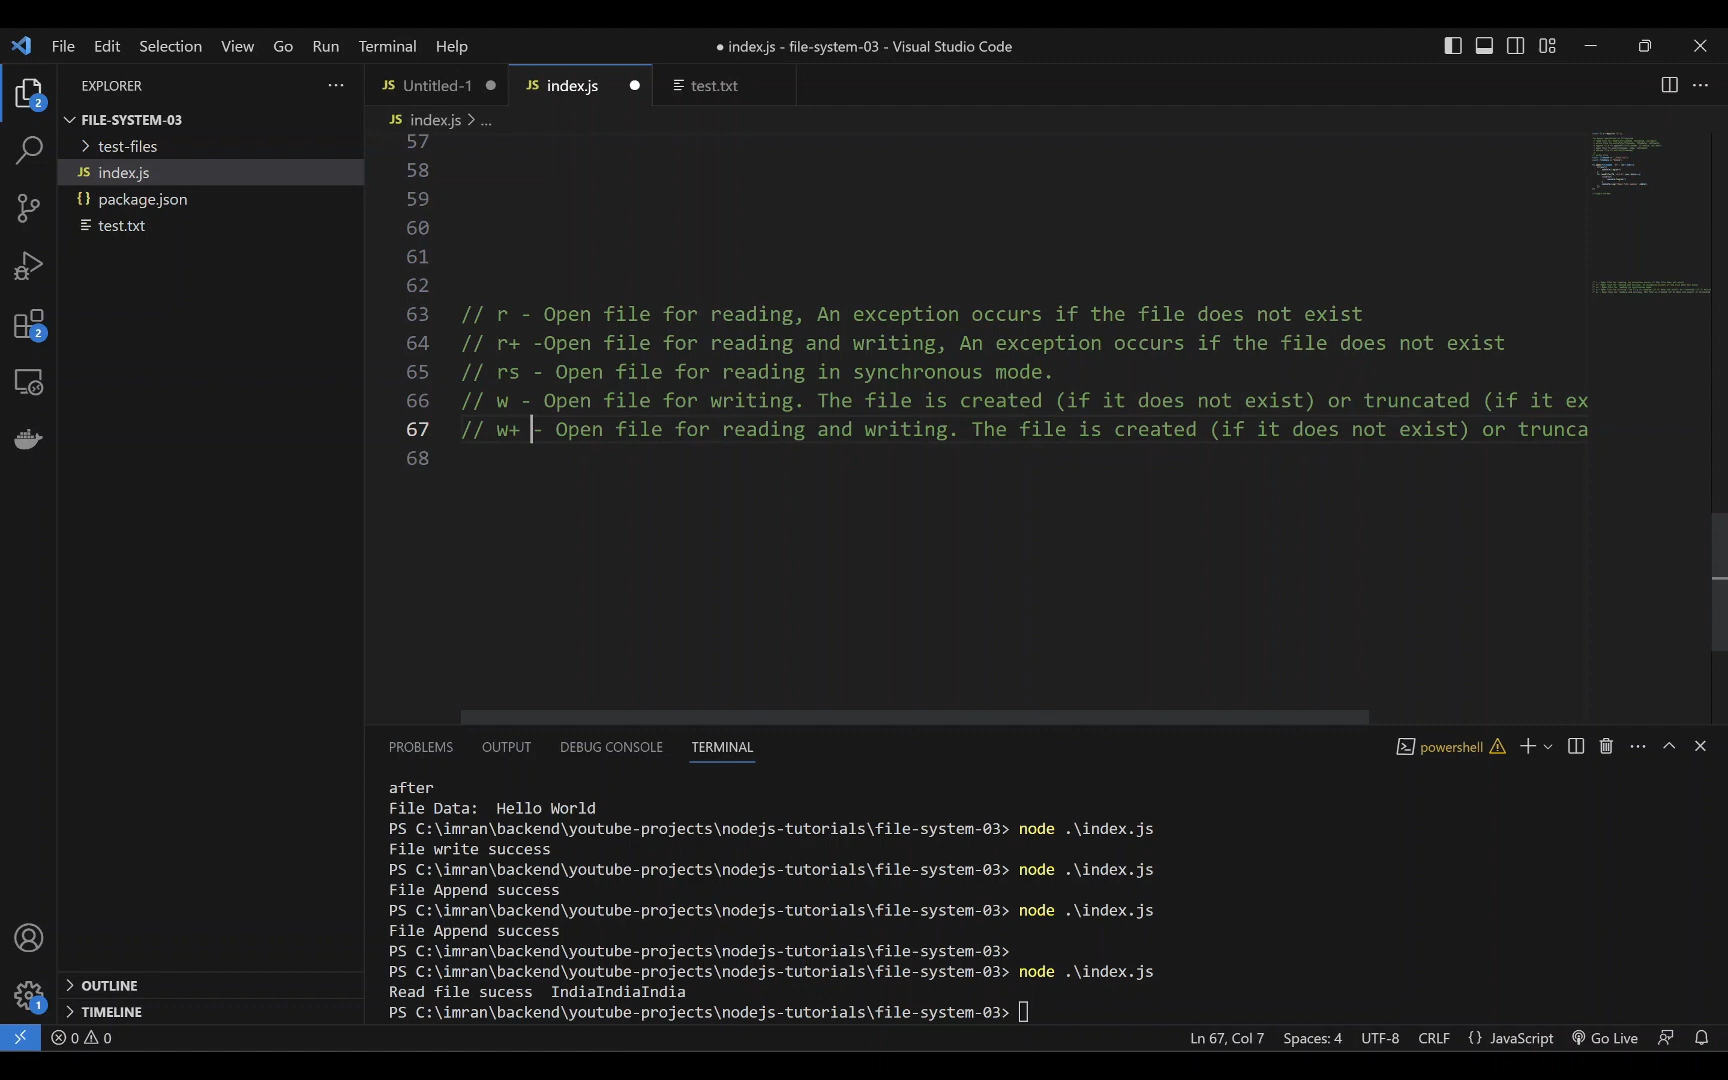 File Edit Selection View Go Run Terminal Help
● index.js - file-system-03 - Visual Studio Code
EXPLORER
2
FILE-SYSTEM-03
test-files
JS index.js
{} package.json
test.txt
2
OUTLINE
1
TIMELINE
JS Untitled-1
JS index.js
test.txt
JS index.js > ...
57
58
59
60
61
62
63 // r - Open file for reading, An exception occurs if the file does not exist
64 // r+ -Open file for reading and writing, An exception occurs if the file does not exist
65 // rs - Open file for reading in synchronous mode.
66 // w - Open file for writing. The file is created (if it does not exist) or truncated (if it ex
67 // w+ - Open file for reading and writing. The file is created (if it does not exist) or trunca
68
PROBLEMS OUTPUT DEBUG CONSOLE TERMINAL
powershell
after
File Data:  Hello World
PS C:\imran\backend\youtube-projects\nodejs-tutorials\file-system-03> node .\index.js
File write success
PS C:\imran\backend\youtube-projects\nodejs-tutorials\file-system-03> node .\index.js
File Append success
PS C:\imran\backend\youtube-projects\nodejs-tutorials\file-system-03> node .\index.js
File Append success
PS C:\imran\backend\youtube-projects\nodejs-tutorials\file-system-03>
PS C:\imran\backend\youtube-projects\nodejs-tutorials\file-system-03> node .\index.js
Read file sucess  IndiaIndiaIndia
PS C:\imran\backend\youtube-projects\nodejs-tutorials\file-system-03>
0 0
Ln 67, Col 7 Spaces: 4 UTF-8 CRLF {} JavaScript Go Live